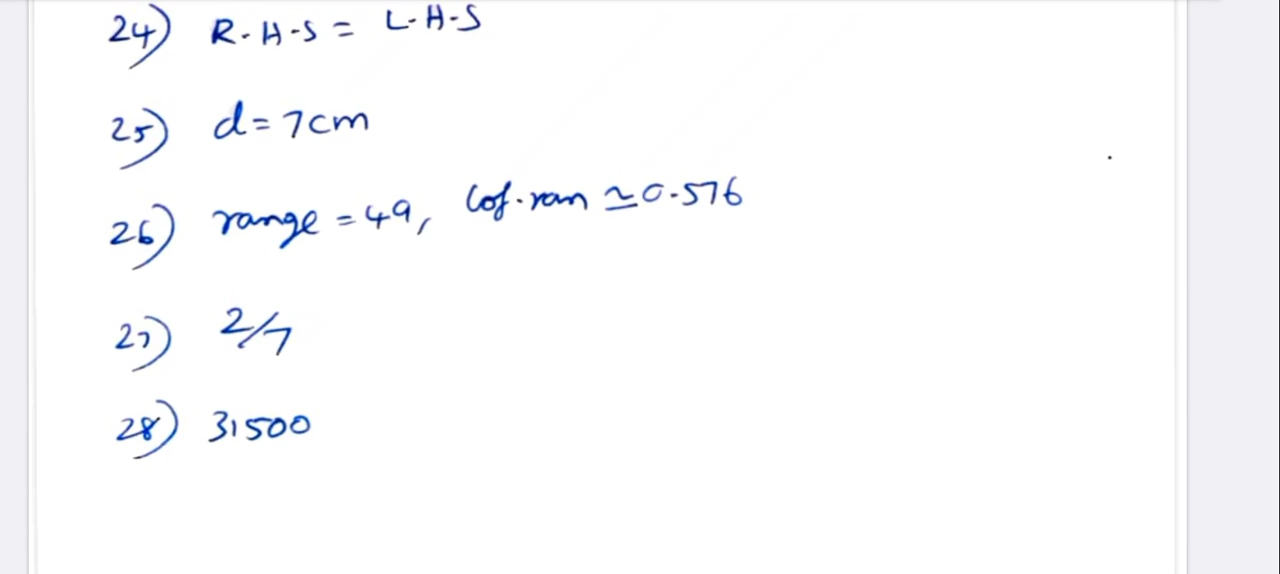 24) R.H.S = L.H.S
25) d = 7cm
26) range = 49, Cof.ran ≃ 0.576
27) 2/7
28) 31500